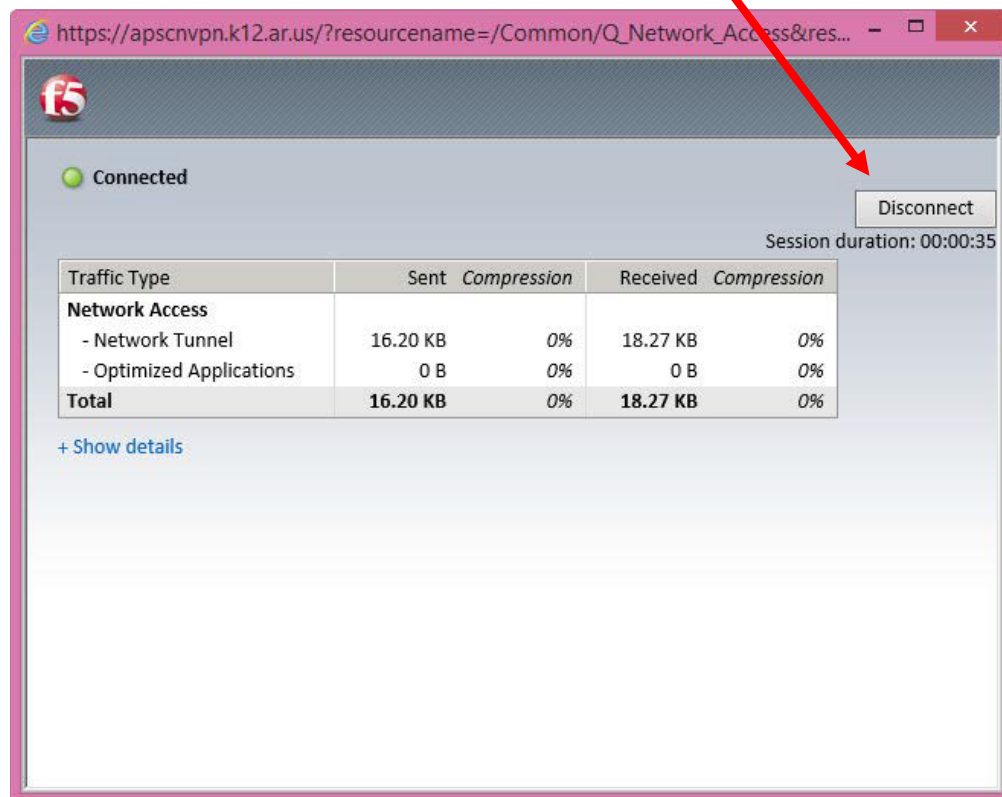 https://apscnvpn.k12.ar.us/?resourcename=/Common/Q_Network_Access&res...
f5
Connected
Disconnect
Session duration: 00:00:35
Traffic Type Sent Compression Received Compression
Network Access
- Network Tunnel 16.20 KB 0% 18.27 KB 0%
- Optimized Applications 0 B 0% 0 B 0%
Total 16.20 KB 0% 18.27 KB 0%
+ Show details